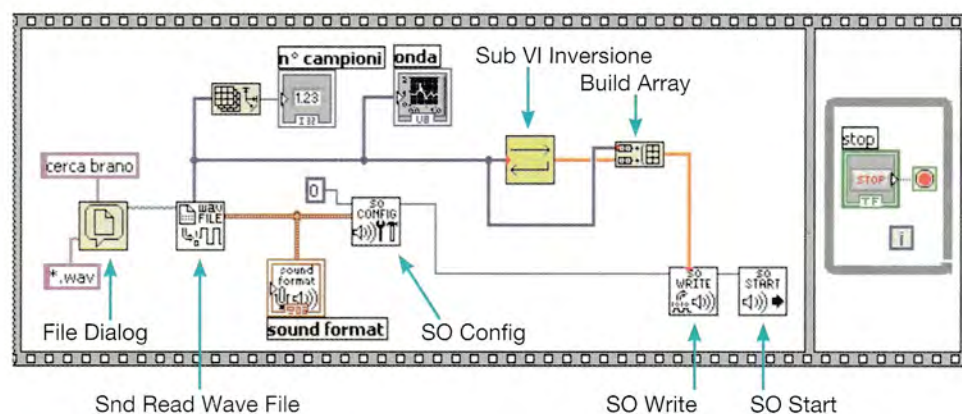 Sub VI Inversione
Build Array
n° campioni
onda
1.23
I32
U8
cerca brano
*.wav
wav
FILE
0
SO
CONFIG
sound
format
sound format
File Dialog
SO Config
SO
WRITE
SO
START
stop
STOP
TF
i
Snd Read Wave File
SO Write
SO Start